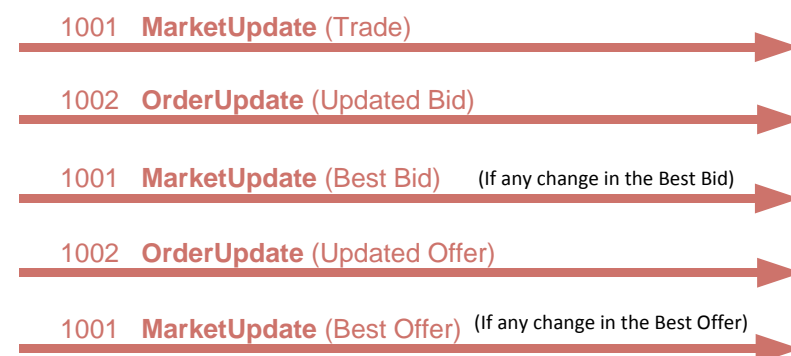 1001 MarketUpdate (Trade)
1002 OrderUpdate (Updated Bid)
1001 MarketUpdate (Best Bid) (If any change in the Best Bid)
1002 OrderUpdate (Updated Offer)
1001 MarketUpdate (Best Offer) (If any change in the Best Offer)